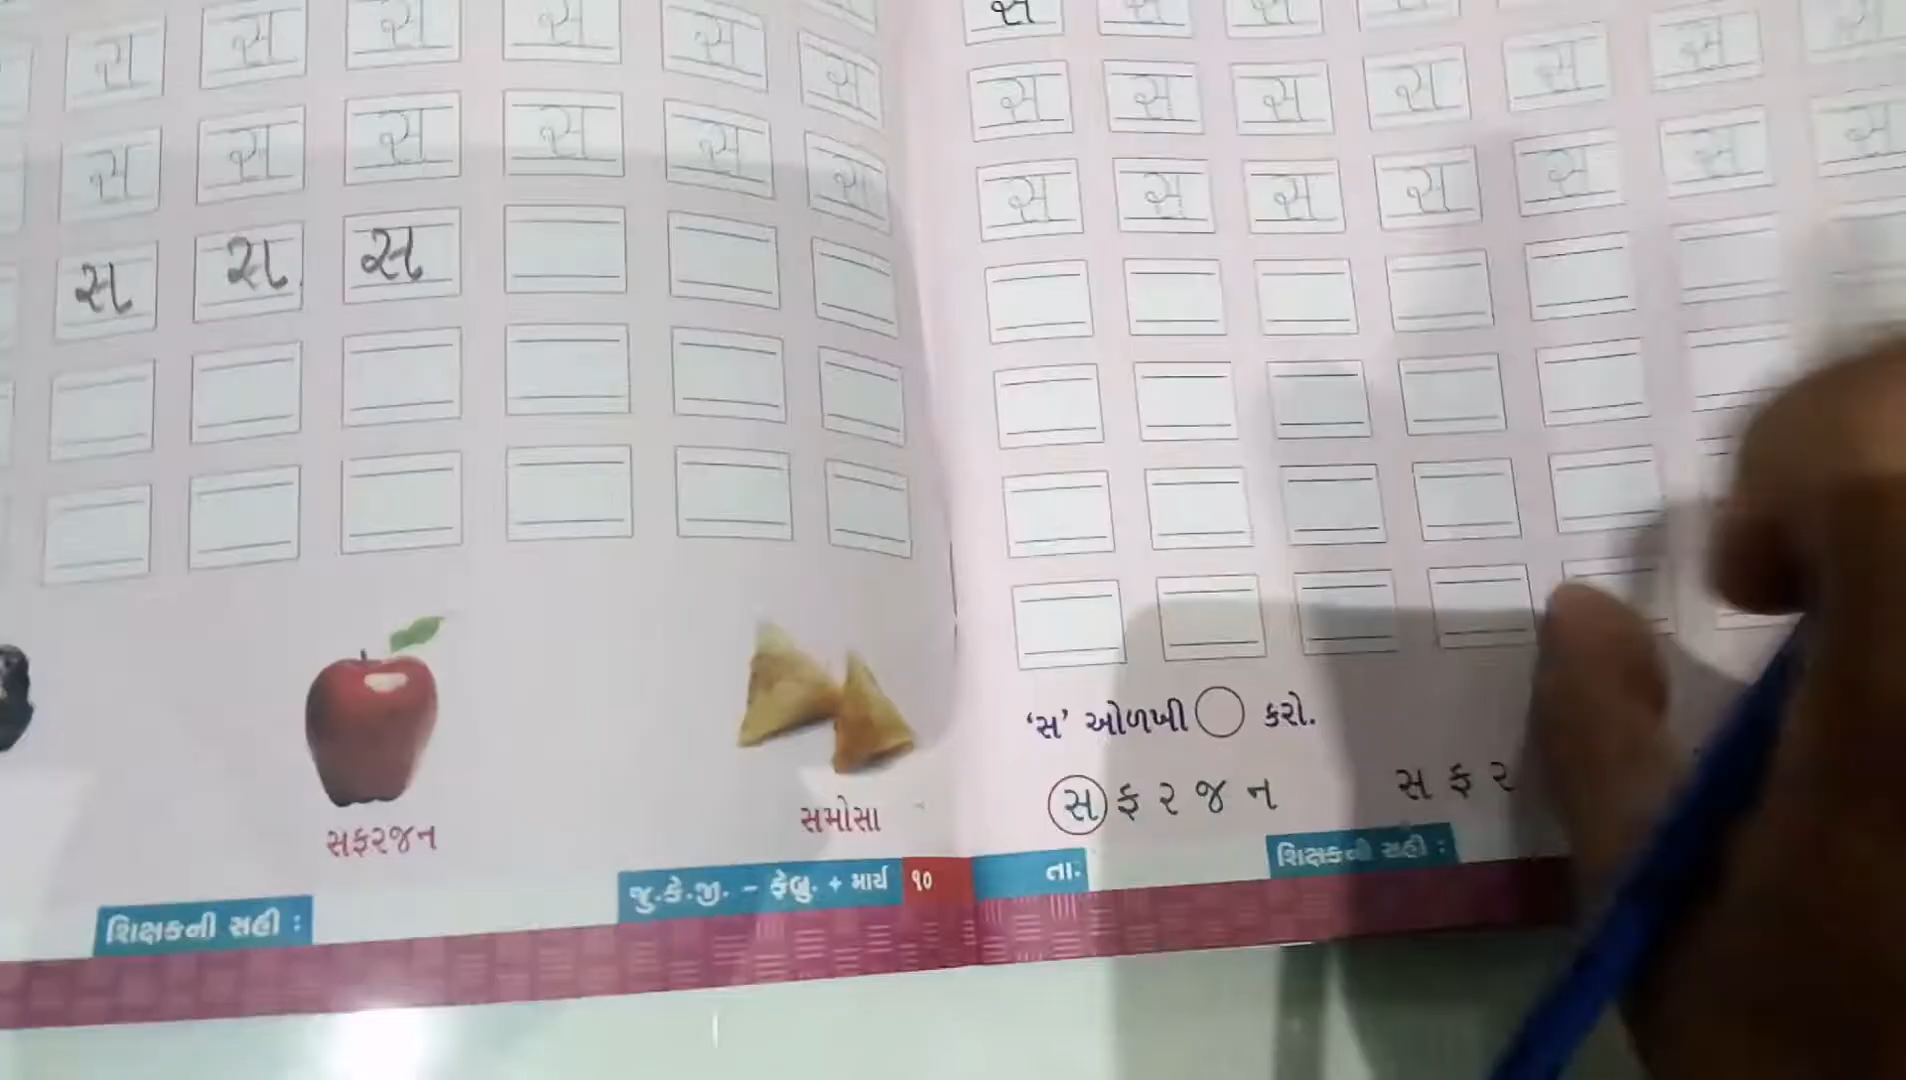 સ સ સ સ સ સ
સ સ સ સ સ સ
સ સ સ
સફરજન
સમોસા
શિક્ષકની સહી :
જુ.કે.જી. - ફેબ્રુ. + માર્ચ ૧૦
સ સ સ
સ સ સ સ સ સ સ
સ સ સ સ સ સ સ
‘સ’ ઓળખી ◯ કરો.
સ ફ ર જ ન સ ફ ર
તા.
શિક્ષકની સહી :